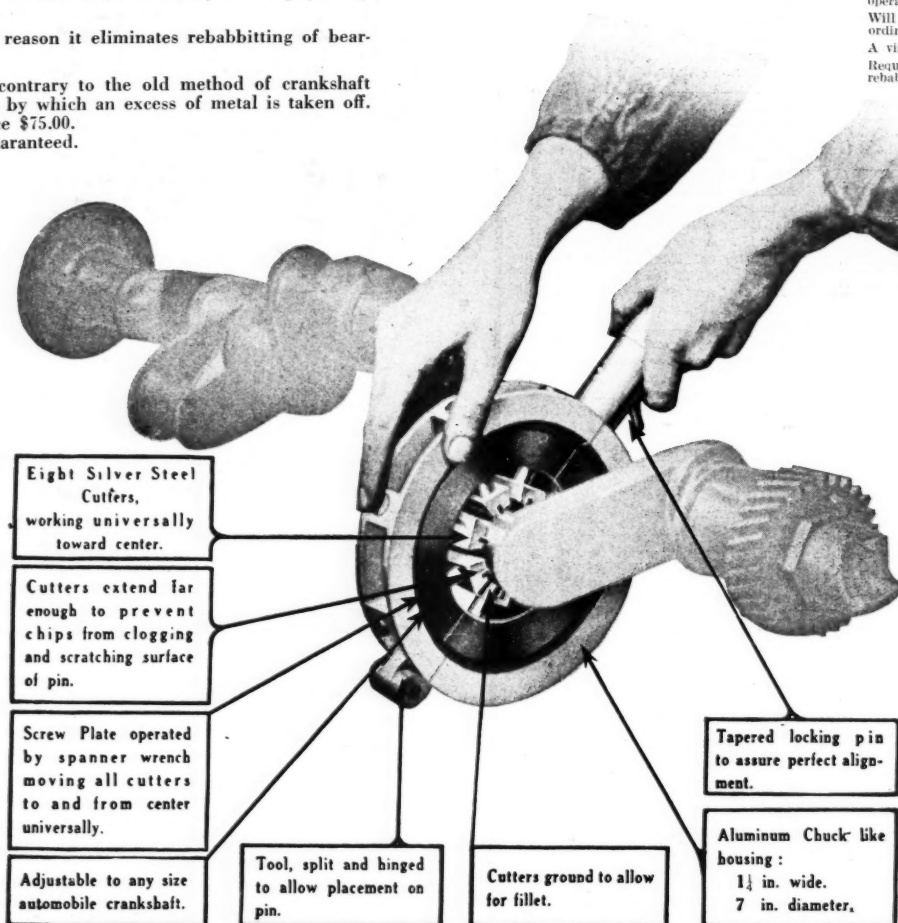 reason it eliminates rebabbitting of bear-
contrary to the old method of crankshaft
by which an excess of metal is taken off.
e $75.00.
aranteed.
opera
Will
ordin
A vi
Requ
rebal
Eight Silver Steel
Cutters,
working universally
toward center.
Cutters extend far
enough to prevent
chips from clogging
and scratching surface
of pin.
Screw Plate operated
by spanner wrench
moving all cutters
to and from center
universally.
Adjustable to any size
automobile crankshaft.
Tool, split and hinged
to allow placement on
pin.
Cutters ground to allow
for fillet.
Tapered locking pin
to assure perfect align-
ment.
Aluminum Chuck like
housing:
1¼ in. wide.
7 in. diameter.